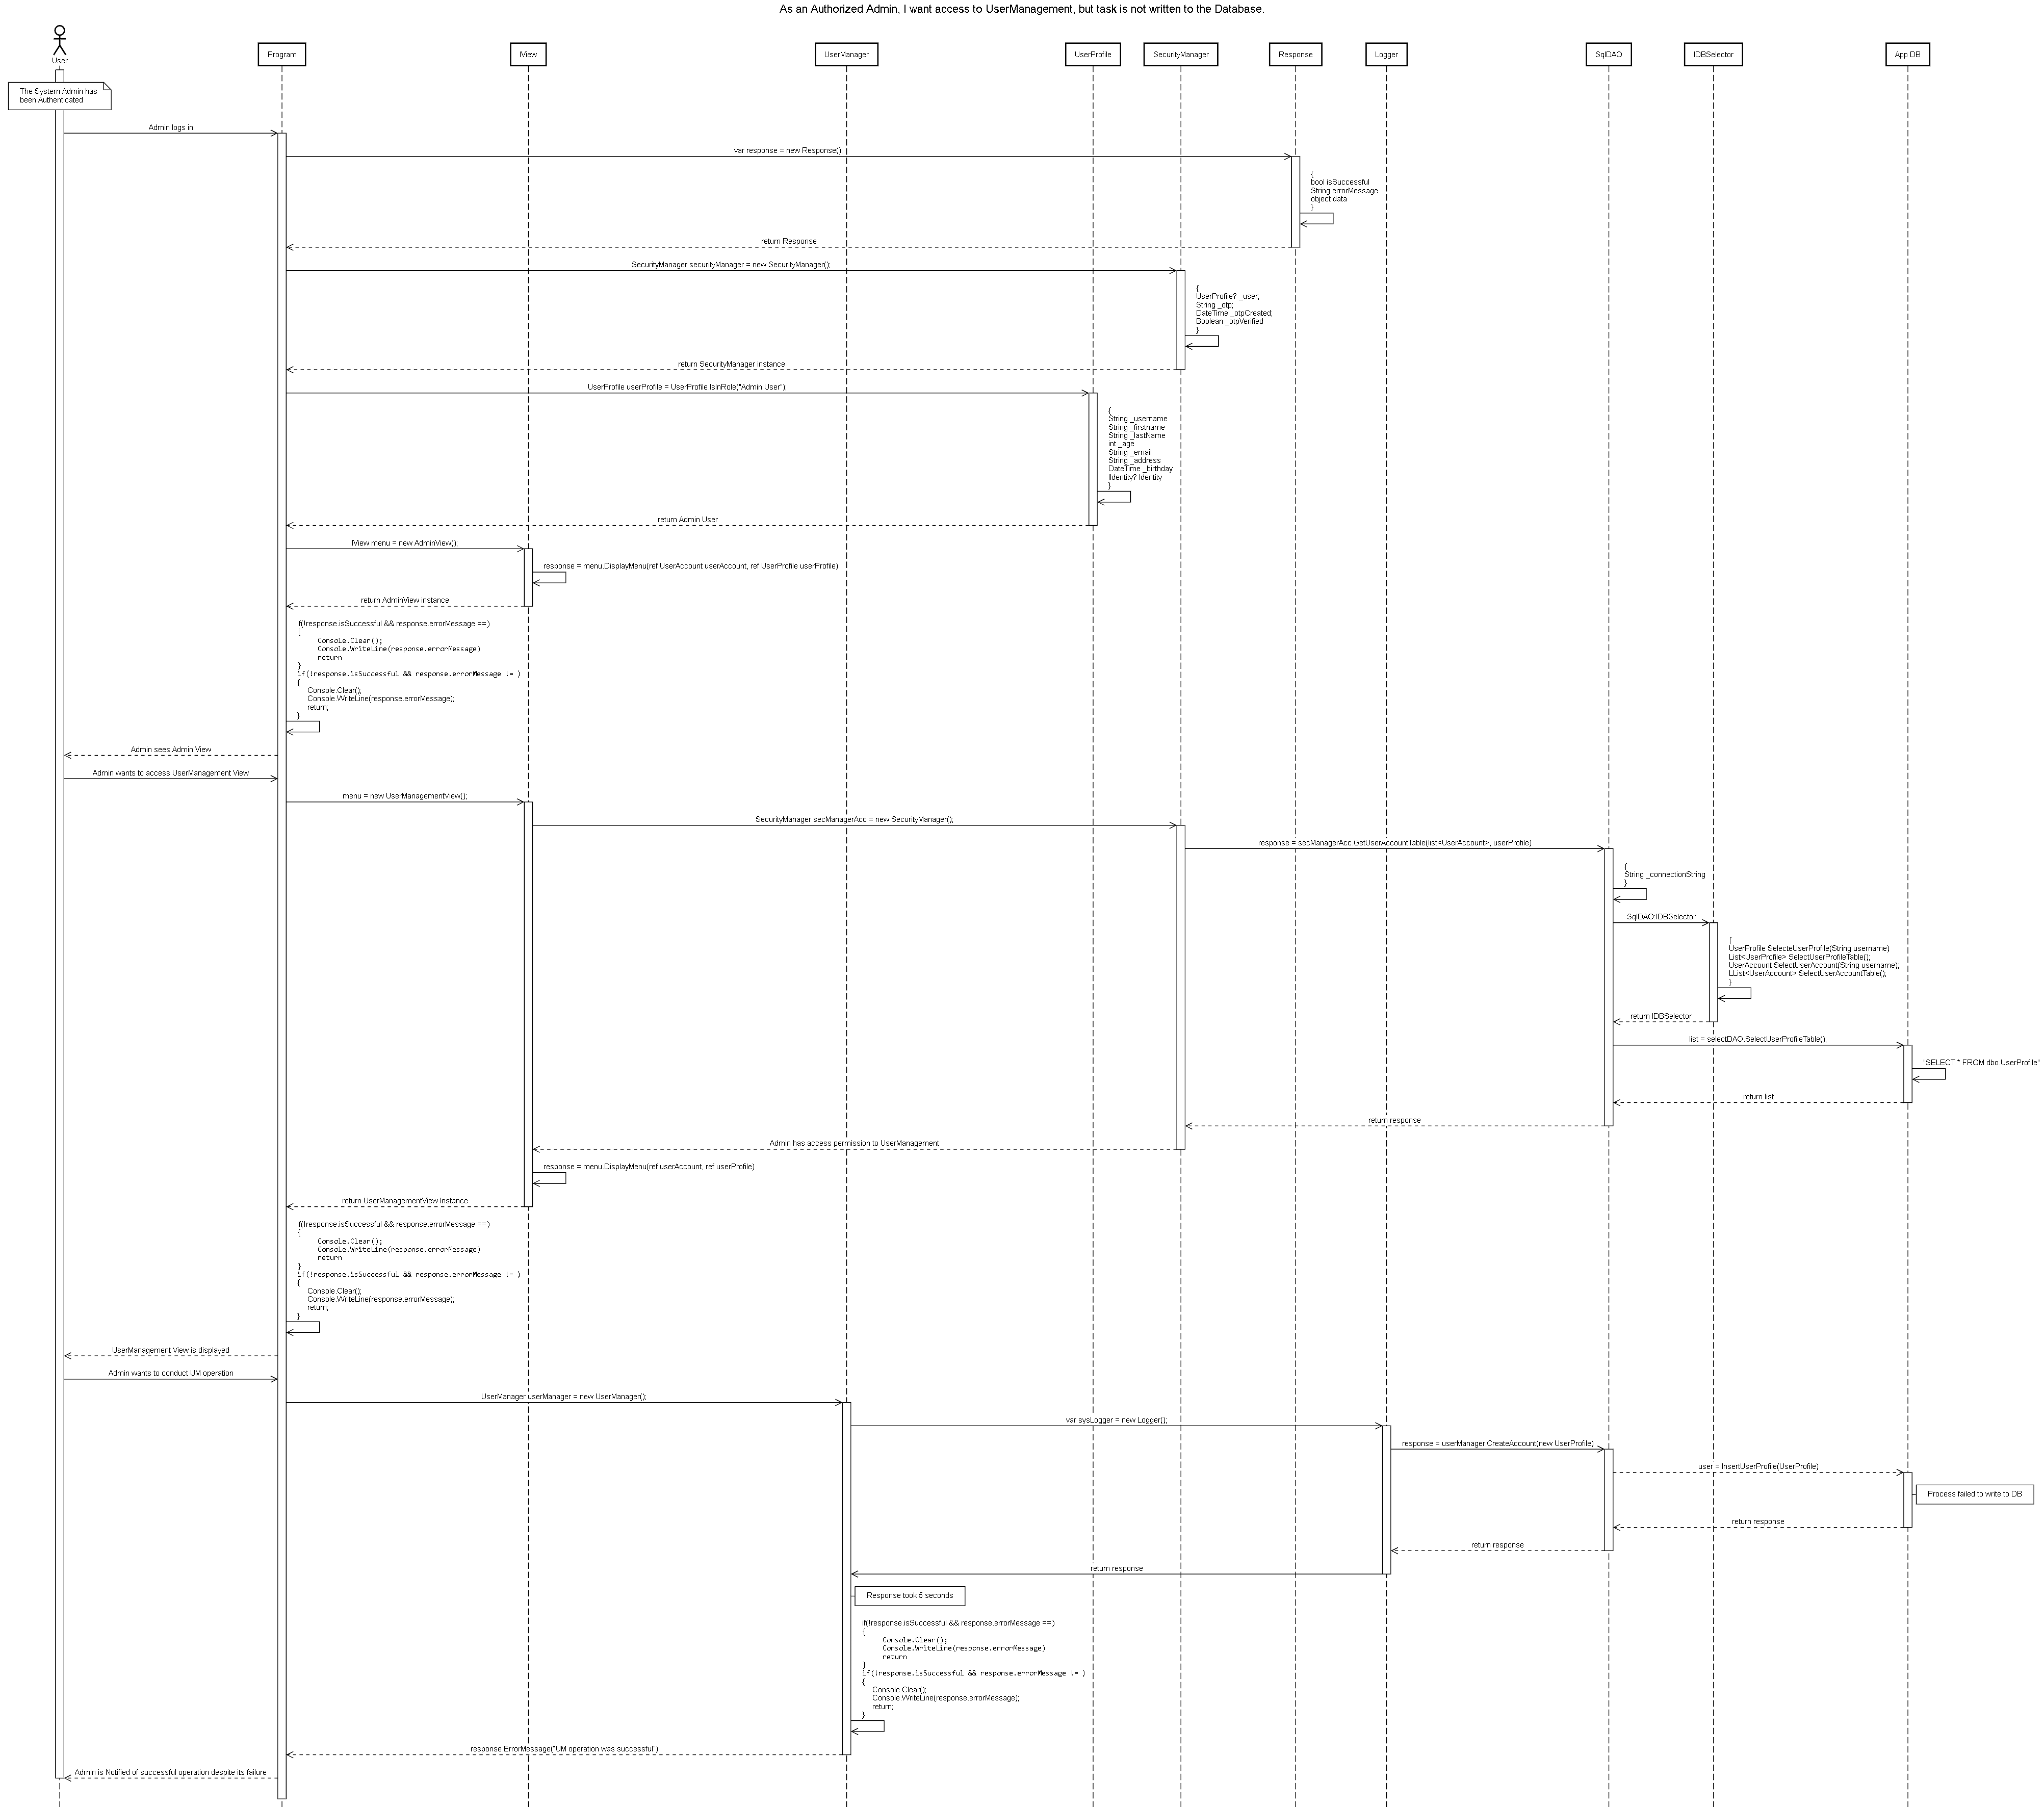 As an Authorized Admin, I want access to UserManagement, but task is not written to the Database.
User
Program
IView
UserManager
UserProfile
SecurityManager
Response
Logger
SqlDAO
IDBSelector
App DB
The System Admin has
been Authenticated
Admin logs in
var response = new Response();
{
bool isSuccessful
String errorMessage
object data
}
return Response
SecurityManager securityManager = new SecurityManager();
{
UserProfile? _user;
String _otp;
DateTime _otpCreated;
Boolean _otpVerified
}
return SecurityManager instance
UserProfile userProfile = UserProfile.IsInRole("Admin User");
{
String _username
String _firstname
String _lastName
int _age
String _email
String _address
DateTime _birthday
IIdentity? Identity
}
return Admin User
IView menu = new AdminView();
response = menu.DisplayMenu(ref UserAccount userAccount, ref UserProfile userProfile)
return AdminView instance
if(!response.isSuccessful && response.errorMessage ==)
{
Console.Clear();
Console.WriteLine(response.errorMessage)
return
}
if(!response.isSuccessful && response.errorMessage != )
{
Console.Clear();
Console.WriteLine(response.errorMessage);
return;
}
Admin sees Admin View
Admin wants to access UserManagement View
menu = new UserManagementView();
SecurityManager secManagerAcc = new SecurityManager();
response = secManagerAcc.GetUserAccountTable(list<UserAccount>, userProfile)
{
String _connectionString
}
SqlDAO.IDBSelector
{
UserProfile SelecteUserProfile(String username)
List<UserProfile> SelectUserProfileTable();
UserAccount SelectUserAccount(String username);
LList<UserAccount> SelectUserAccountTable();
}
return IDBSelector
list = selectDAO.SelectUserProfileTable();
"SELECT * FROM dbo.UserProfile"
return list
return response
Admin has access permission to UserManagement
response = menu.DisplayMenu(ref userAccount, ref userProfile)
return UserManagementView Instance
if(!response.isSuccessful && response.errorMessage ==)
{
Console.Clear();
Console.WriteLine(response.errorMessage)
return
}
if(!response.isSuccessful && response.errorMessage != )
{
Console.Clear();
Console.WriteLine(response.errorMessage);
return;
}
UserManagement View is displayed
Admin wants to conduct UM operation
UserManager userManager = new UserManager();
var sysLogger = new Logger();
response = userManager.CreateAccount(new UserProfile)
user = InsertUserProfile(UserProfile)
Process failed to write to DB
return response
return response
return response
Response took 5 seconds
if(!response.isSuccessful && response.errorMessage ==)
{
Console.Clear();
Console.WriteLine(response.errorMessage)
return
}
if(!response.isSuccessful && response.errorMessage != )
{
Console.Clear();
Console.WriteLine(response.errorMessage);
return;
}
response.ErrorMessage("UM operation was successful")
Admin is Notified of successful operation despite its failure